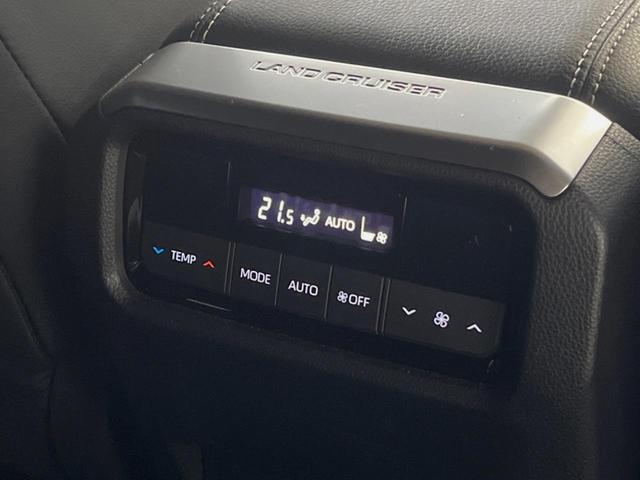 LAND CRUISER
21.5 AUTO
TEMP MODE AUTO OFF